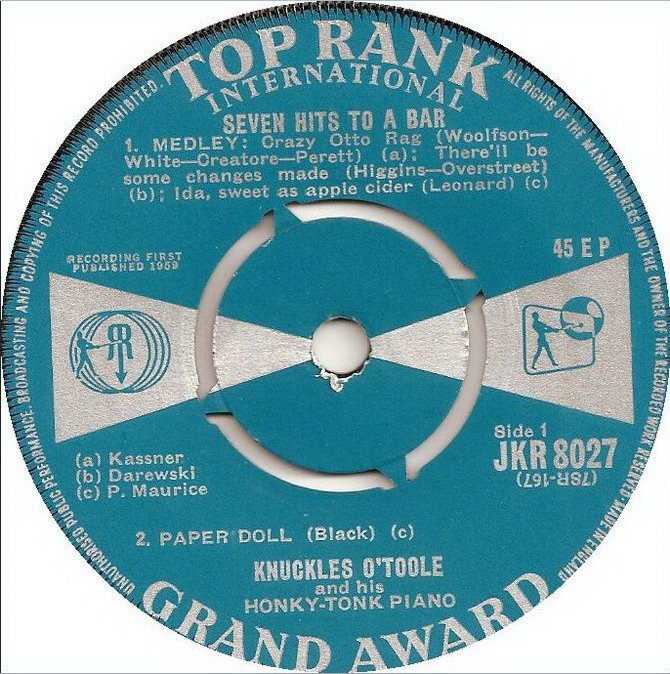 TOP RANK
INTERNATIONAL
SEVEN HITS TO A BAR
1. MEDLEY: Crazy Otto Rag (Woolfson—
White—Creatore—Perett) (a): There'll be
some changes made (Higgins—Overstreet)
(b): Ida, sweet as apple cider (Leonard) (c)
RECORDING FIRST
PUBLISHED 1959
45 E P
Side 1
JKR 8027
(7SR-167)
(a) Kassner
(b) Darewski
(c) P. Maurice
2. PAPER DOLL (Black) (c)
KNUCKLES O'TOOLE
and his
HONKY-TONK PIANO
GRAND AWARD
ALL RIGHTS OF THE MANUFACTURERS AND THE OWNER OF THE RECORDED WORK RESERVED. MADE IN ENGLAND
UNAUTHORISED PUBLIC PERFORMANCE. BROADCASTING AND COPYING OF THIS RECORD PROHIBITED.